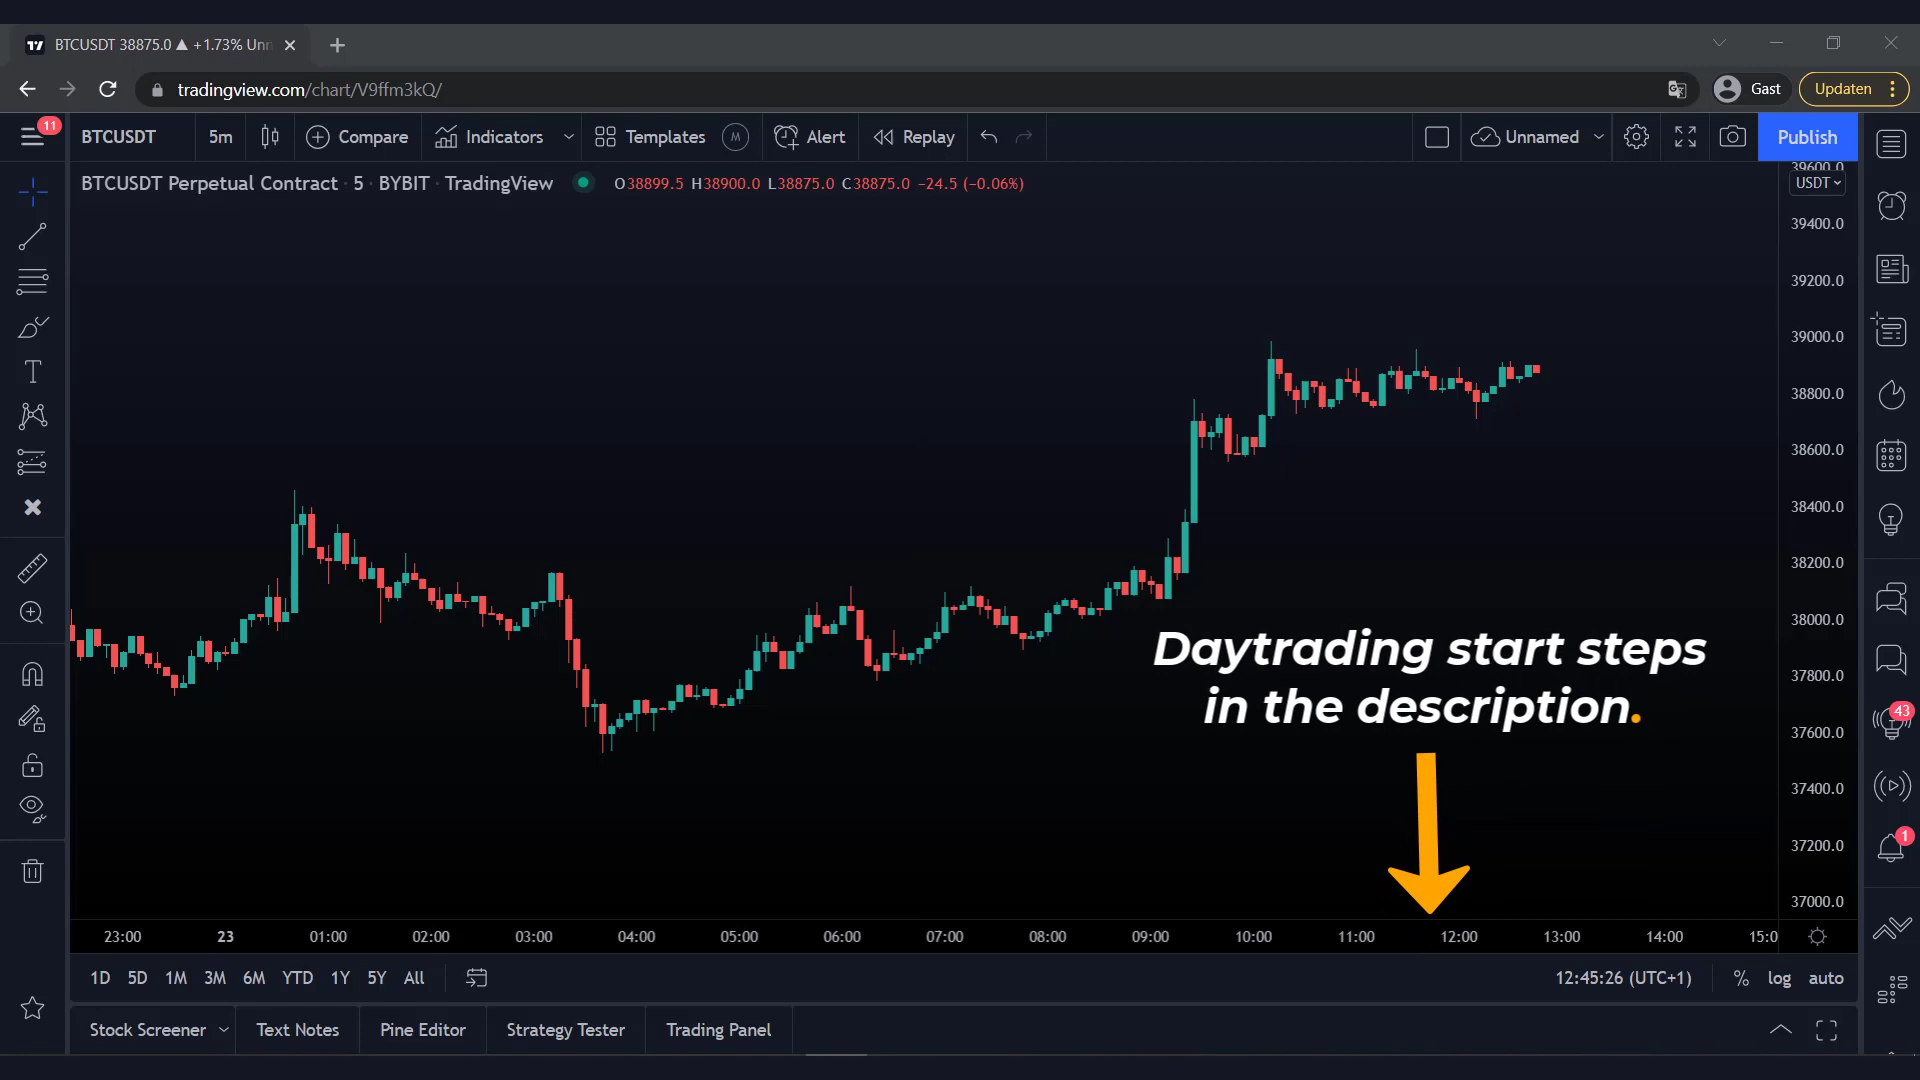 BTCUSDT 38875.0 ▲ +1.73% Unn
tradingview.com/chart/V9ffm3kQ/
Gast
Updaten
11
BTCUSDT
5m
Compare
Indicators
Templates
M
Alert
Replay
Unnamed
Publish
BTCUSDT Perpetual Contract · 5 · BYBIT · TradingView
O38899.5 H38900.0 L38875.0 C38875.0 −24.5 (−0.06%)
39600.0
USDT
39400.0
39200.0
39000.0
38800.0
38600.0
38400.0
38200.0
38000.0
37800.0
37600.0
37400.0
37200.0
37000.0
Daytrading start steps
in the description.
43
1
23:00 23 01:00 02:00 03:00 04:00 05:00 06:00 07:00 08:00 09:00 10:00 11:00 12:00 13:00 14:00 15:0
1D 5D 1M 3M 6M YTD 1Y 5Y All
12:45:26 (UTC+1)
% log auto
Stock Screener
Text Notes
Pine Editor
Strategy Tester
Trading Panel